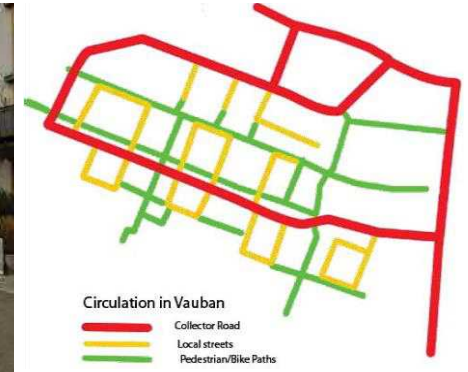 Circulation in Vauban
Collector Road
Local streets
Pedestrian/Bike Paths